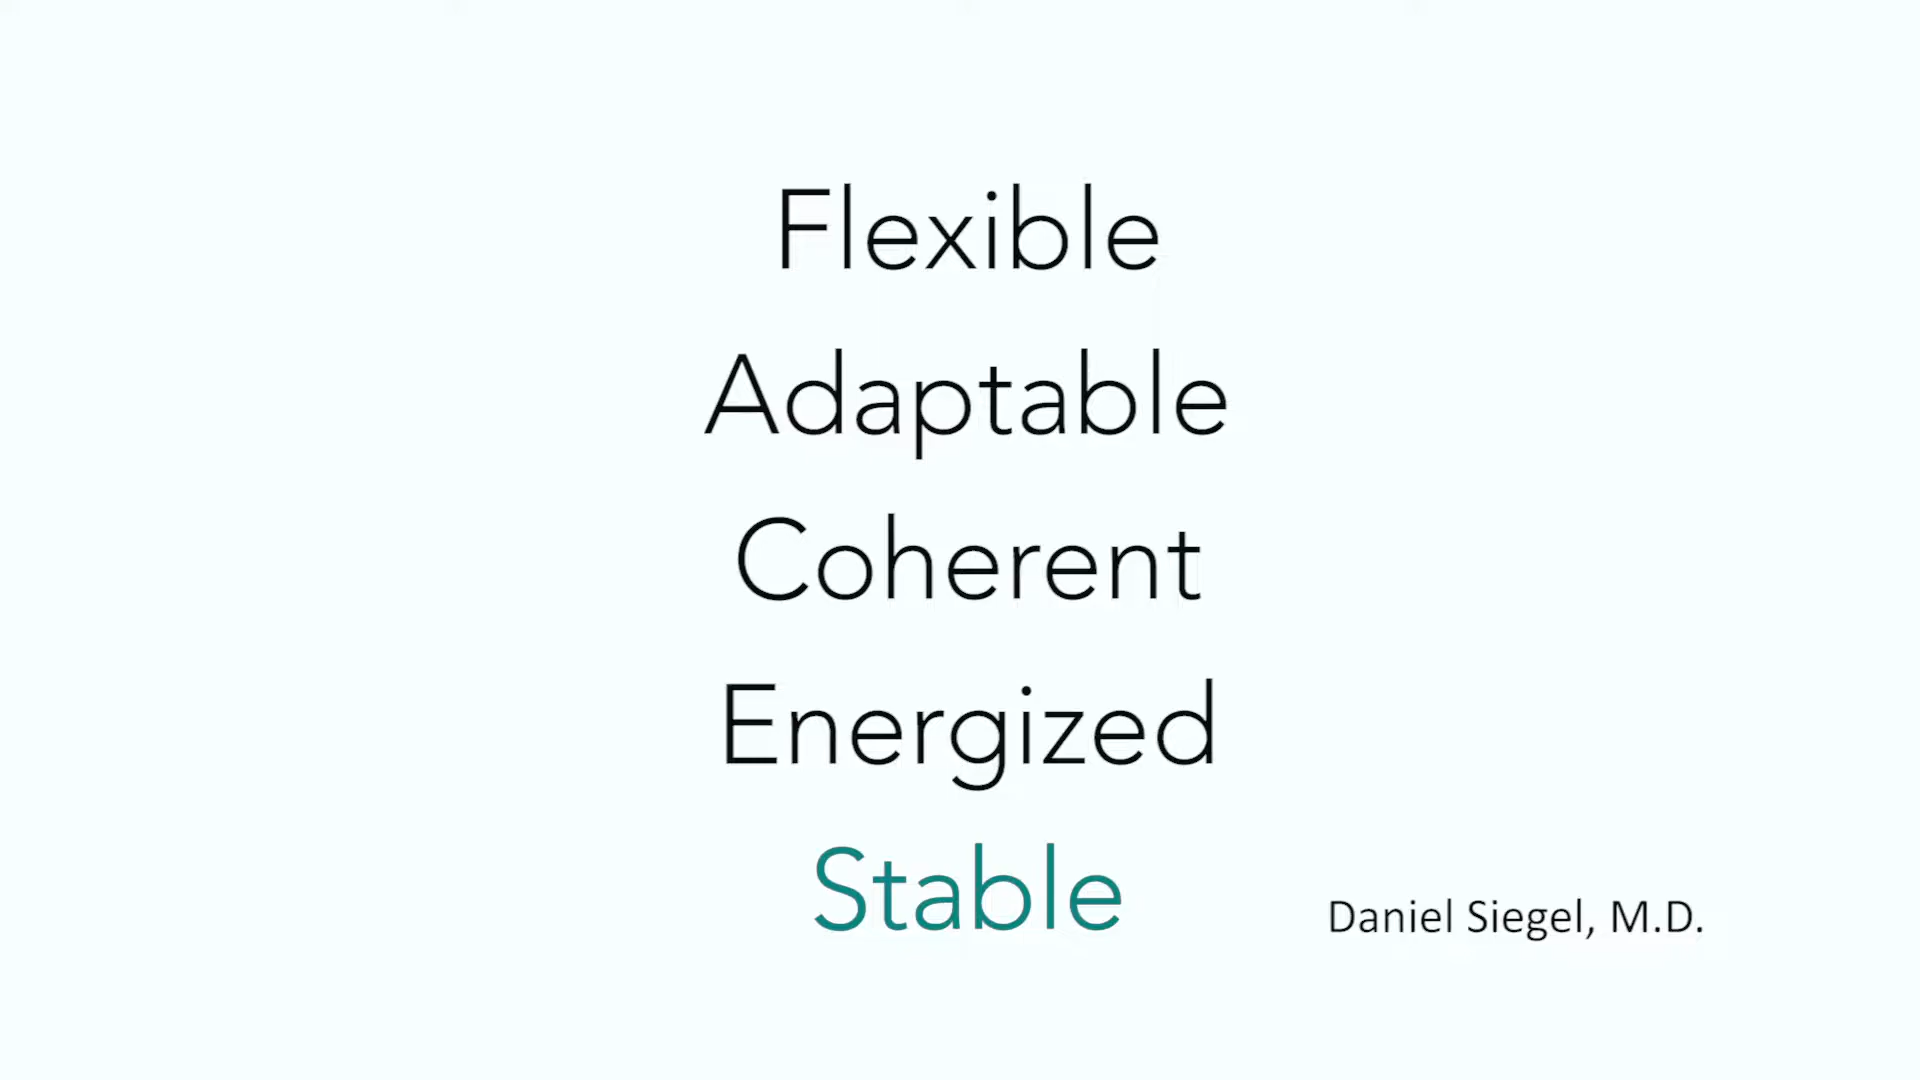 Flexible
Adaptable
Coherent
Energized
Stable
Daniel Siegel, M.D.